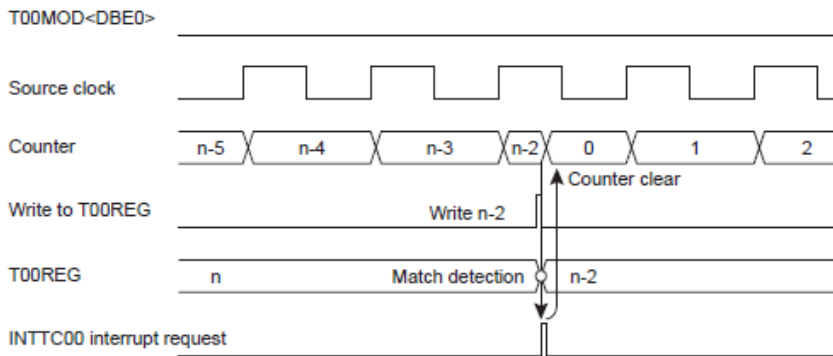 T00MOD<DBE0>
Source clock
Counter n-5 n-4 n-3 n-2 0 1 2
Counter clear
Write to T00REG Write n-2
T00REG n Match detection n-2
INTTC00 interrupt request